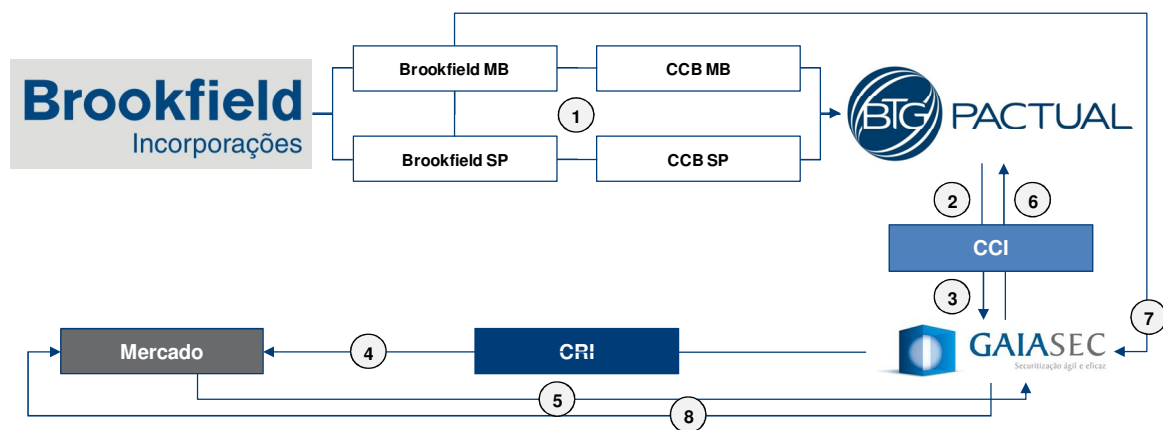 Brookfield
Incorporações
Brookfield MB
CCB MB
1
Brookfield SP
CCB SP
BTG PACTUAL
2
6
CCI
3
7
Mercado
4
CRI
GAIASEC
Securitização ágil e eficaz
5
8